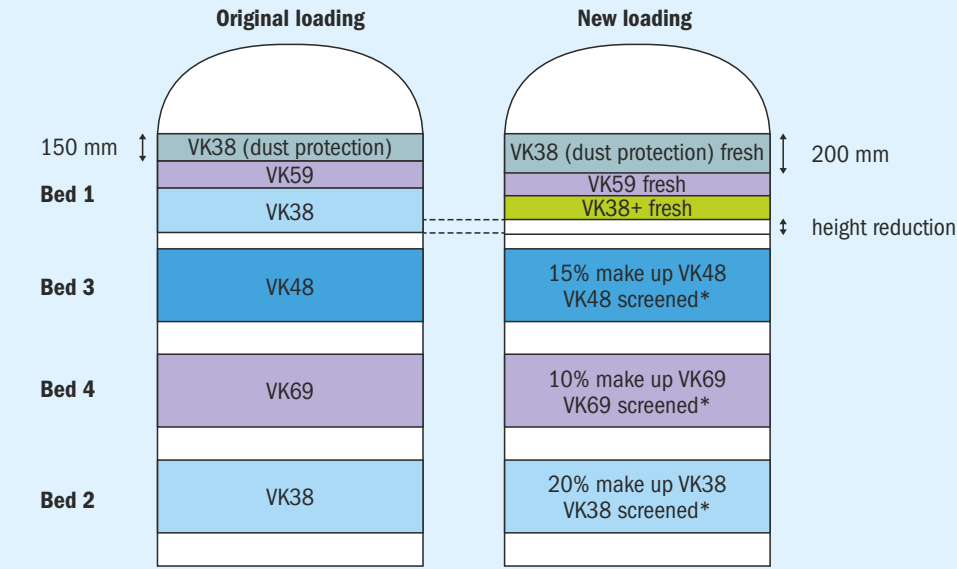 Original loading
New loading
150 mm
VK38 (dust protection)
VK38 (dust protection) fresh
200 mm
Bed 1
VK59
VK59 fresh
VK38
VK38+ fresh
height reduction
Bed 3
VK48
15% make up VK48
VK48 screened*
Bed 4
VK69
10% make up VK69
VK69 screened*
Bed 2
VK38
20% make up VK38
VK38 screened*